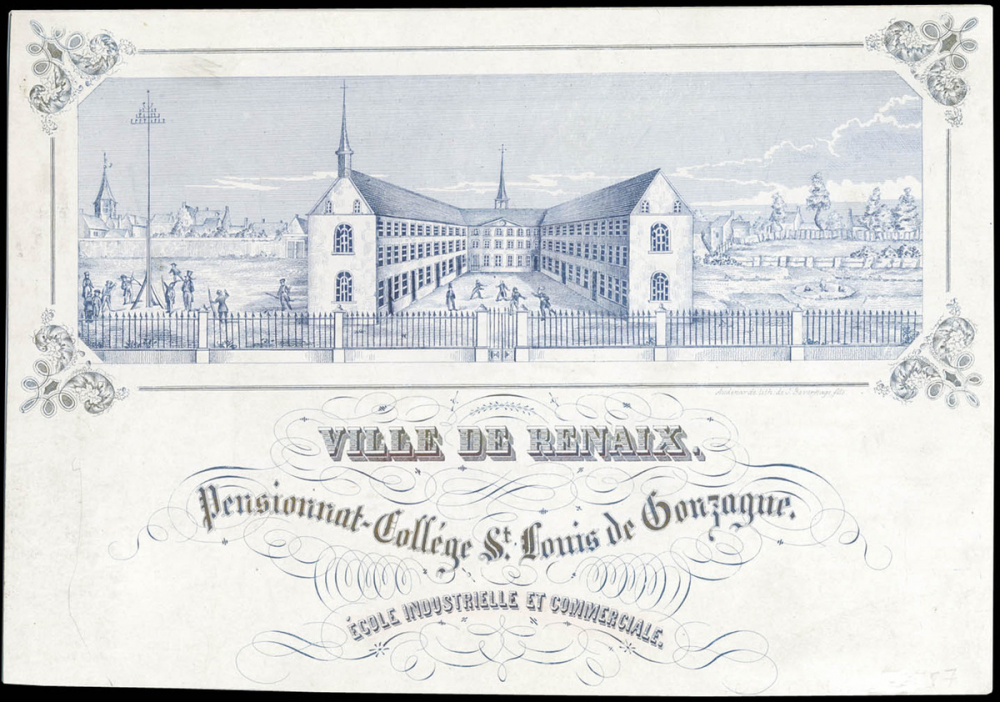 VILLE DE RENAIX.
Pensionnat-Collége St. Louis de Gonzague.
ÉCOLE INDUSTRIELLE ET COMMERCIALE.